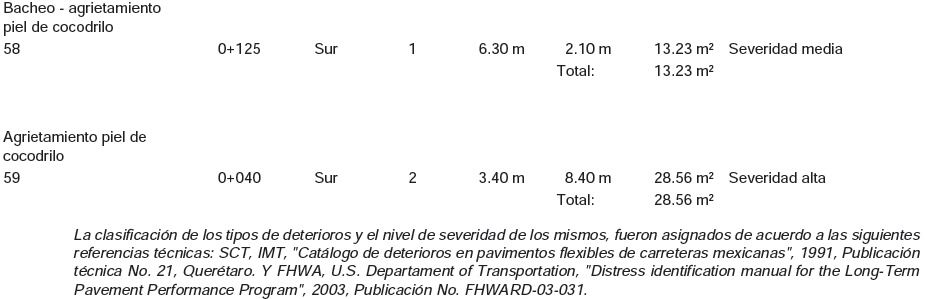 Bacheo - agrietamiento
piel de cocodrilo
58 0+125 Sur 1 6.30 m 2.10 m 13.23 m² Severidad media
Total: 13.23 m²
Agrietamiento piel de
cocodrilo
59 0+040 Sur 2 3.40 m 8.40 m 28.56 m² Severidad alta
Total: 28.56 m²
La clasificación de los tipos de deterioros y el nivel de severidad de los mismos, fueron asignados de acuerdo a las siguientes
referencias técnicas: SCT, IMT, "Catálogo de deterioros en pavimentos flexibles de carreteras mexicanas", 1991, Publicación
técnica No. 21, Querétaro. Y FHWA, U.S. Departament of Transportation, "Distress identification manual for the Long-Term
Pavement Performance Program", 2003, Publicación No. FHWARD-03-031.